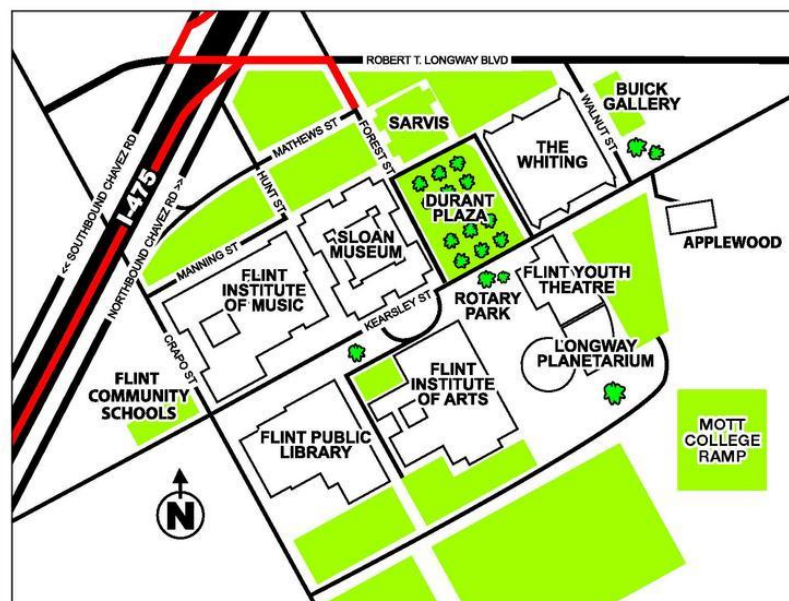 ROBERT T. LONGWAY BLVD
BUICK
GALLERY
WALNUT ST
SARVIS
MATHEWS ST
FOREST ST
THE
WHITING
<< SOUTHBOUND CHAVEZ RD
I-475
NORTHBOUND CHAVEZ RD >>
HUNT ST
DURANT
PLAZA
SLOAN
MUSEUM
MANNING ST
FLINT
INSTITUTE
OF MUSIC
APPLEWOOD
FLINT YOUTH
THEATRE
ROTARY
PARK
KEARSLEY ST
CRAPO ST
LONGWAY
PLANETARIUM
FLINT
COMMUNITY
SCHOOLS
FLINT
INSTITUTE
OF ARTS
FLINT PUBLIC
LIBRARY
MOTT
COLLEGE
RAMP
N